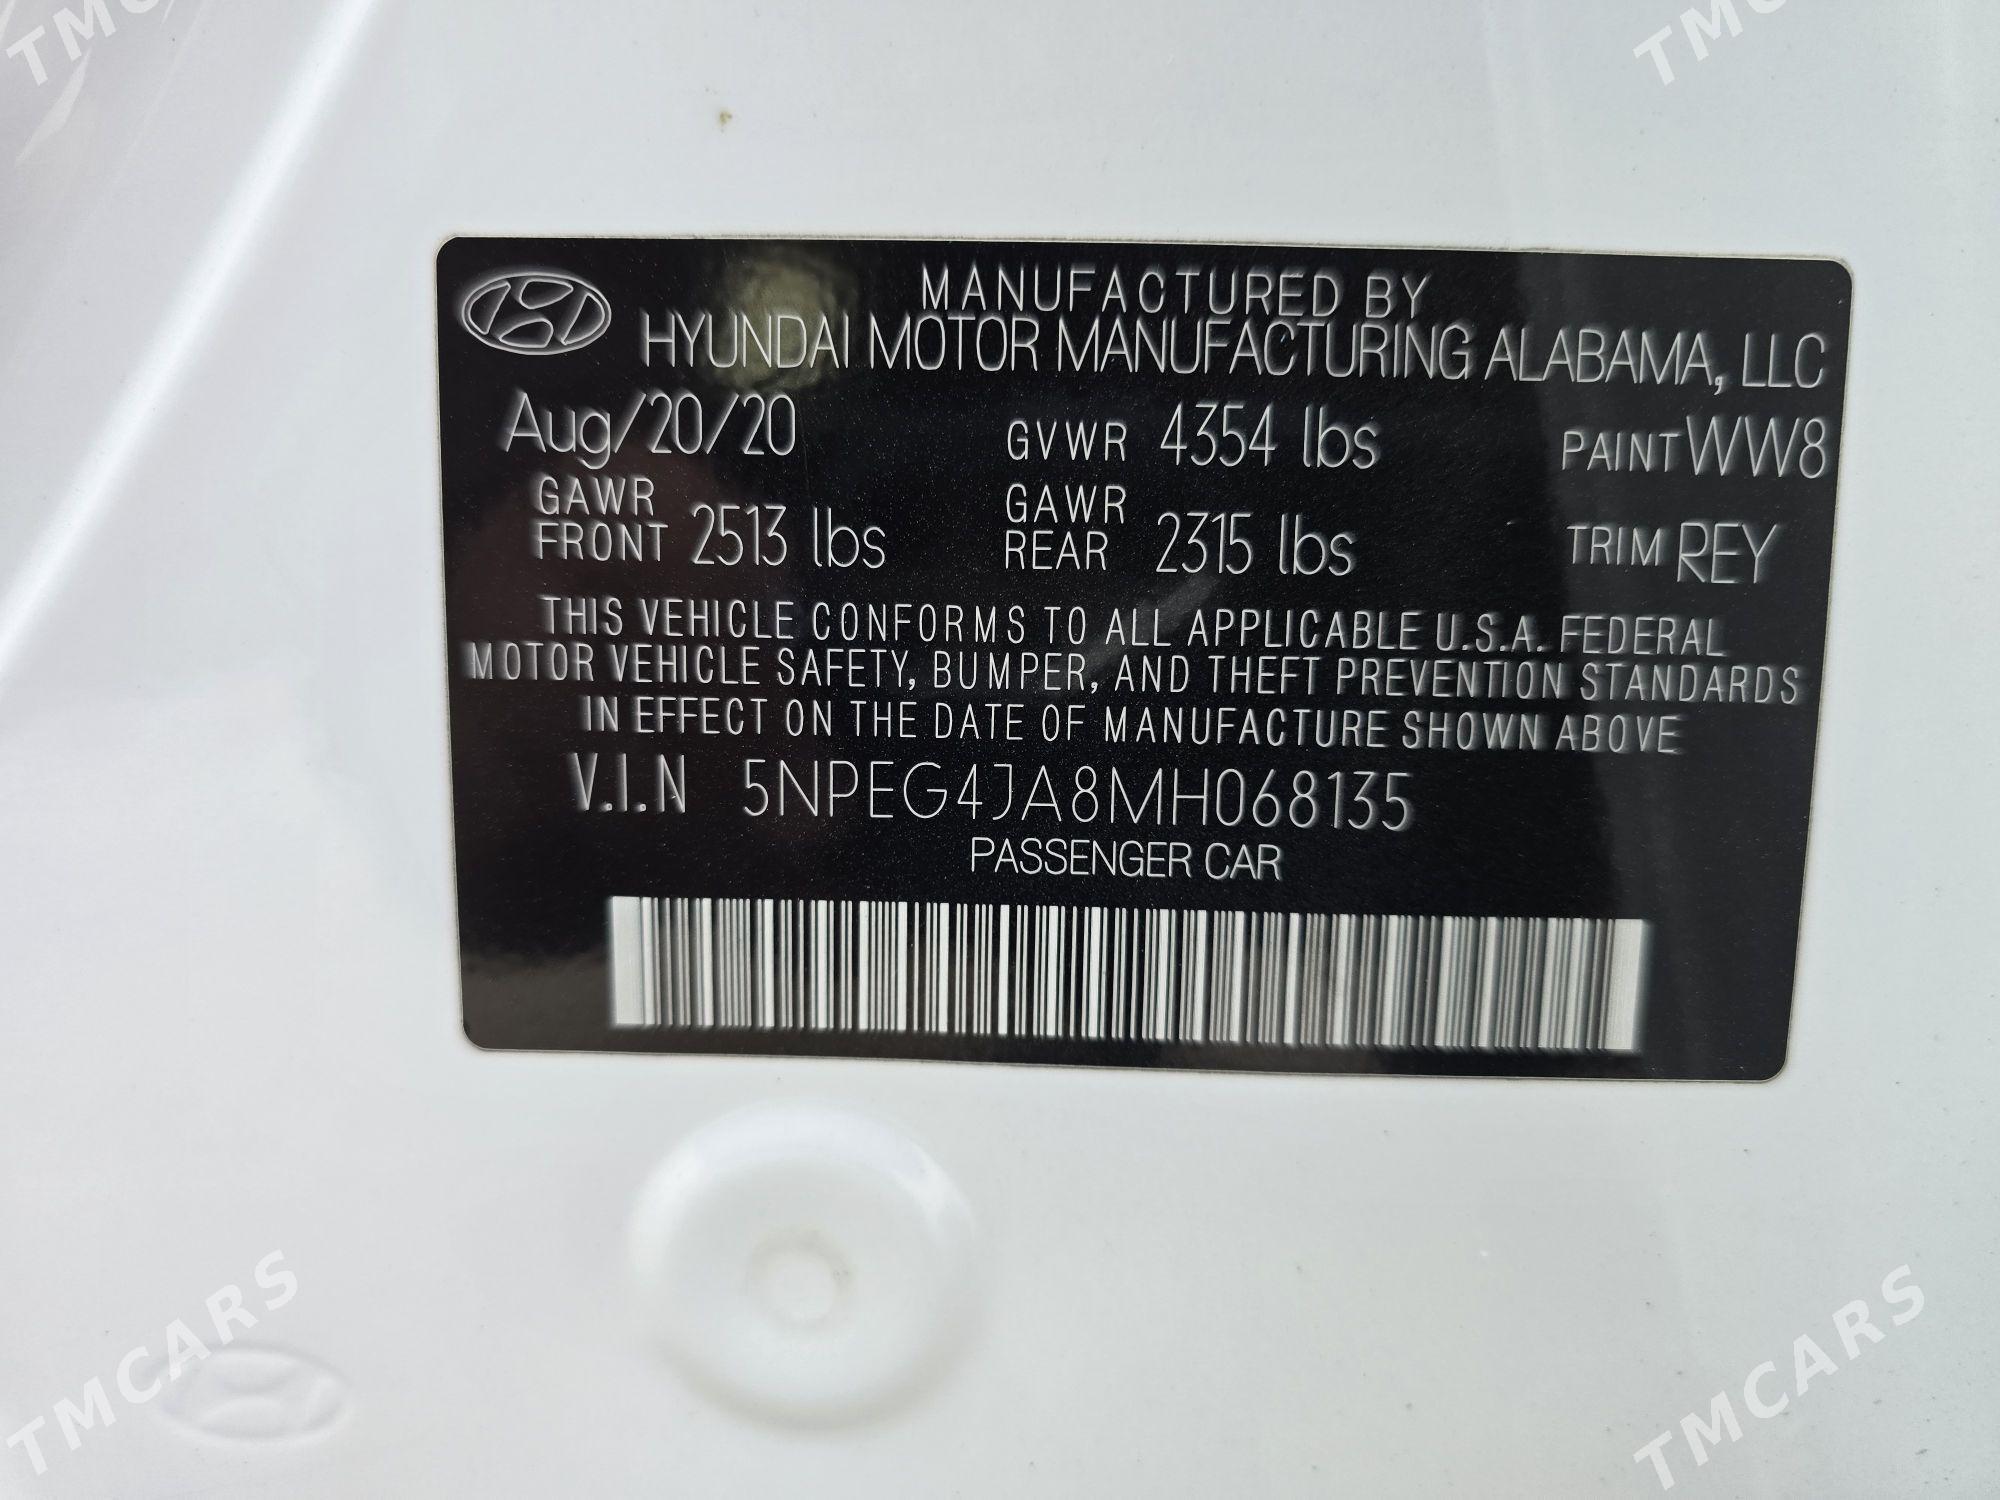 MANUFACTURED BY
HYUNDAI MOTOR MANUFACTURING ALABAMA, LLC
Aug/20/20 GVWR 4354 lbs PAINT WW8
GAWR FRONT 2513 lbs GAWR REAR 2315 lbs TRIM REY
THIS VEHICLE CONFORMS TO ALL APPLICABLE U.S.A. FEDERAL
MOTOR VEHICLE SAFETY, BUMPER, AND THEFT PREVENTION STANDARDS
IN EFFECT ON THE DATE OF MANUFACTURE SHOWN ABOVE
V.I.N 5NPEG4JA8MH068135
PASSENGER CAR
TMCARS
TMCARS